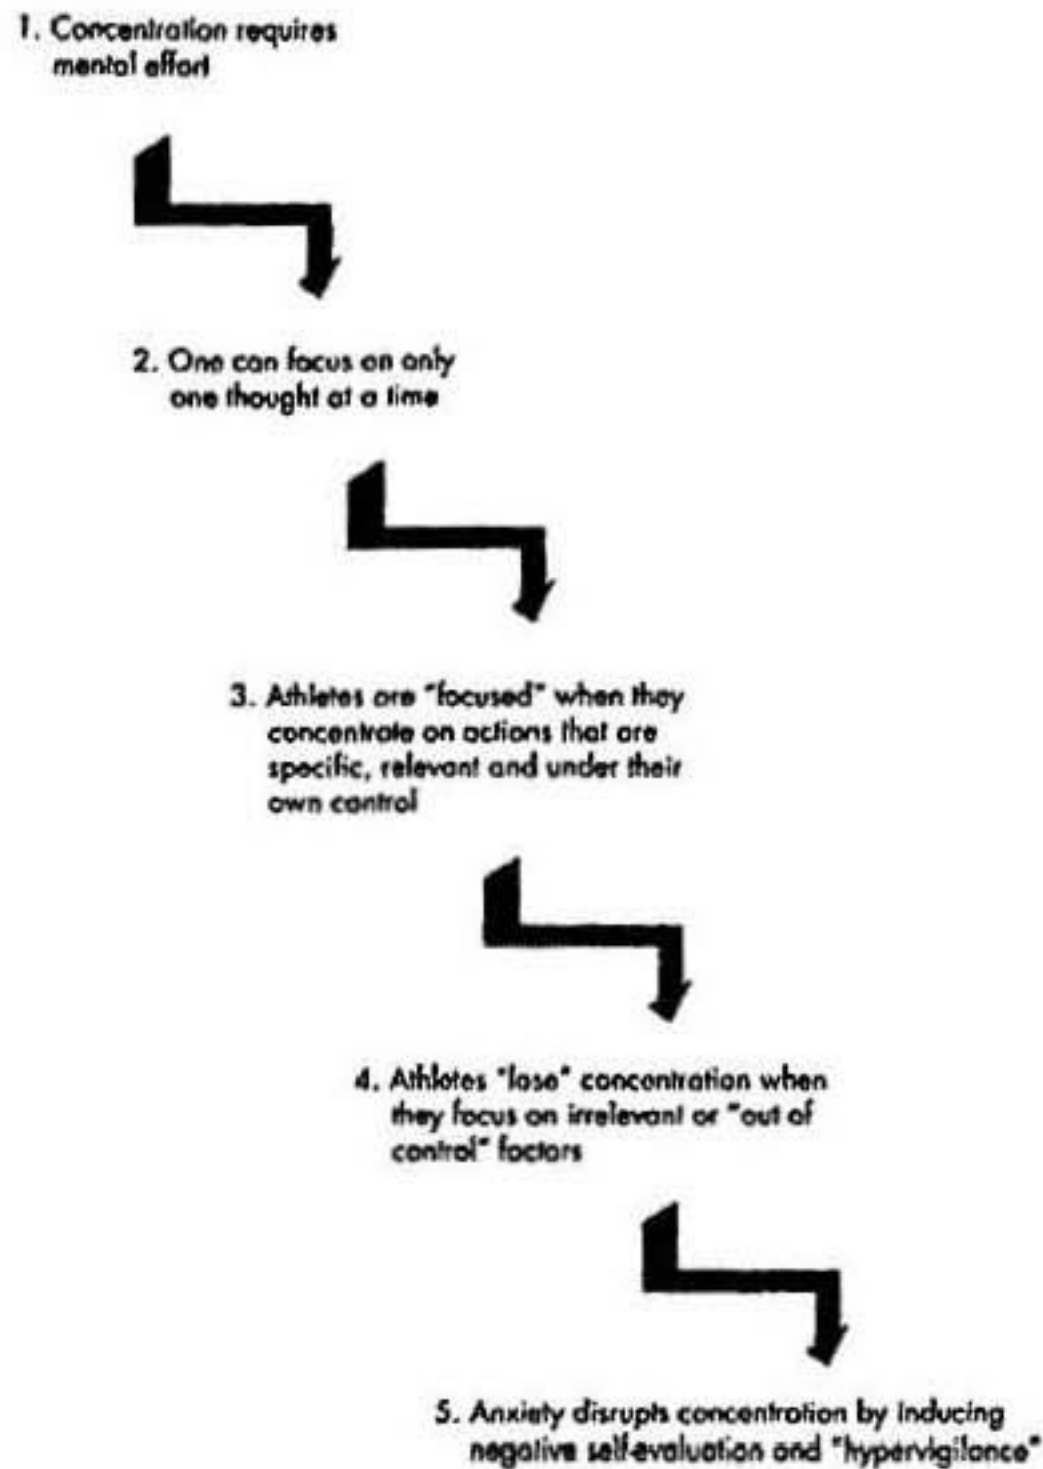 1. Concentration requires
mental effort
2. One can focus on only
one thought at a time
3. Athletes are "focused" when they
concentrate on actions that are
specific, relevant and under their
own control
4. Athletes "lose" concentration when
they focus on irrelevant or "out of
control" factors
5. Anxiety disrupts concentration by inducing
negative self-evaluation and "hypervigilance"